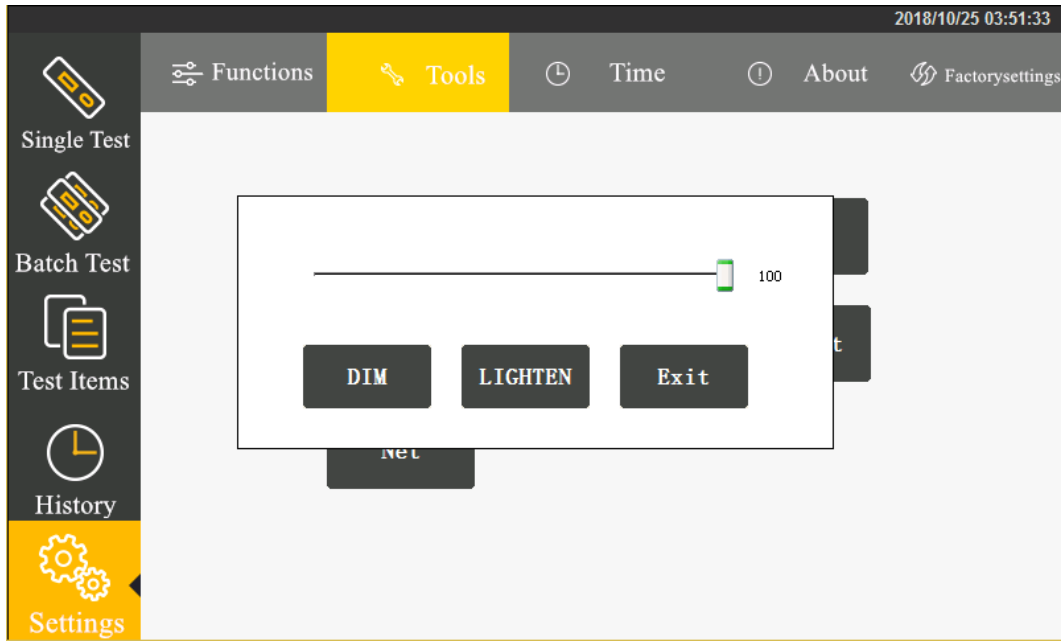 2018/10/25 03:51:33
Functions
Tools
Time
About
Factorysettings
Single Test
Batch Test
Test Items
History
Settings
100
DIM
LIGHTEN
Exit
t
Net